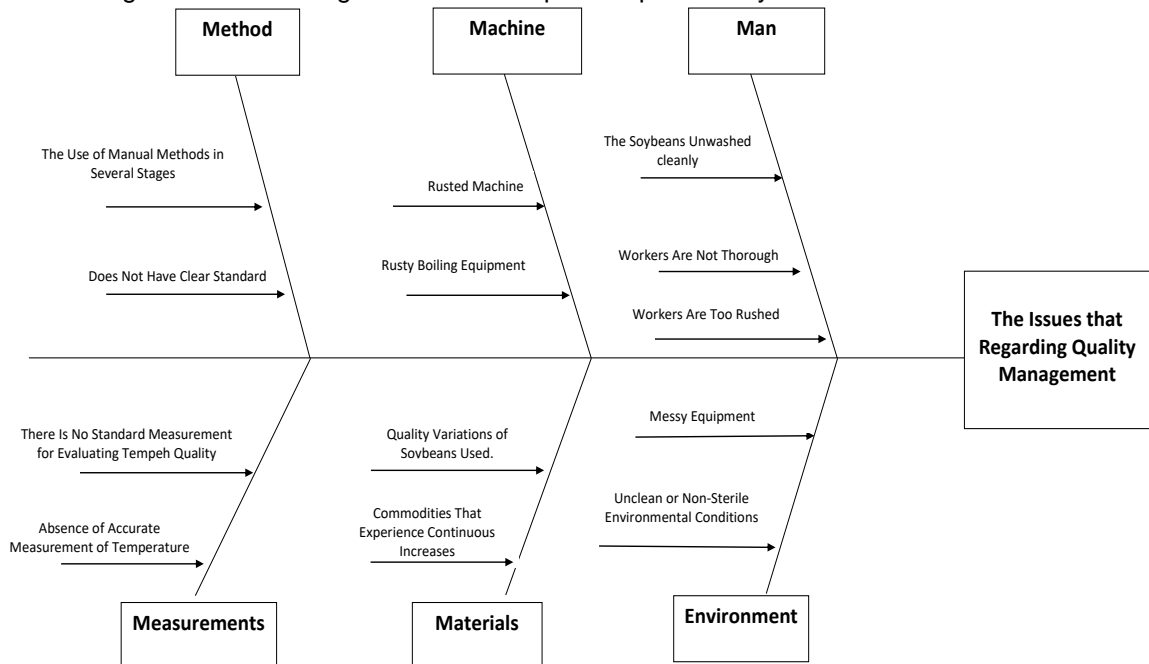 Method
Machine
Man
The Use of Manual Methods in
Several Stages
Does Not Have Clear Standard
Rusted Machine
Rusty Boiling Equipment
The Soybeans Unwashed
cleanly
Workers Are Not Thorough
Workers Are Too Rushed
The Issues that
Regarding Quality
Management
There Is No Standard Measurement
for Evaluating Tempeh Quality
Absence of Accurate
Measurement of Temperature
Quality Variations of
Sovbeans Used.
Commodities That
Experience Continuous
Increases
Messy Equipment
Unclean or Non-Sterile
Environmental Conditions
Measurements
Materials
Environment